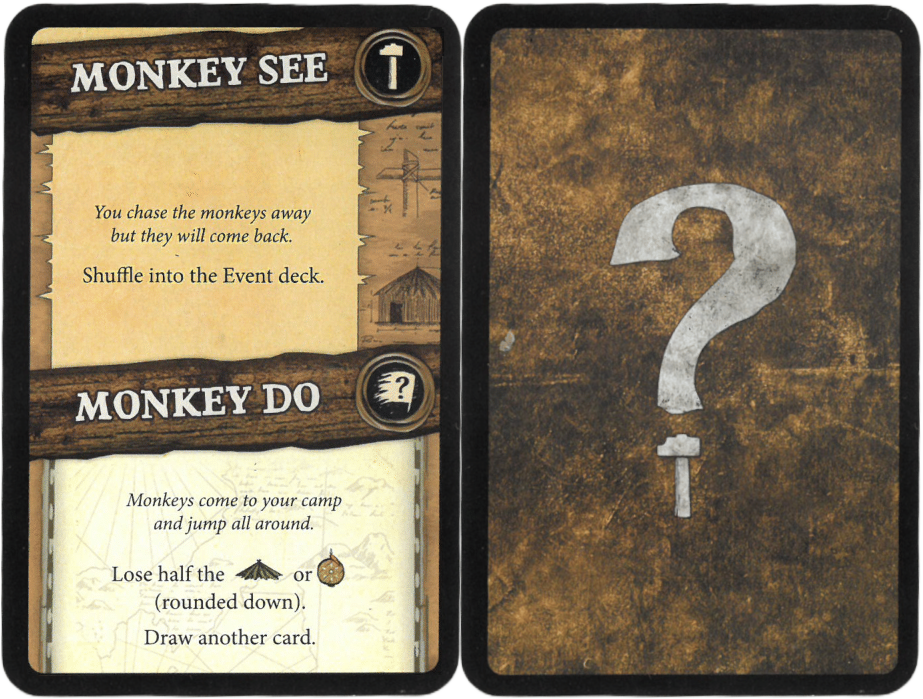 MONKEY SEE
You chase the monkeys away
but they will come back.
Shuffle into the Event deck.
MONKEY DO
?
Monkeys come to your camp
and jump all around.
Lose half the or
(rounded down).
Draw another card.
?